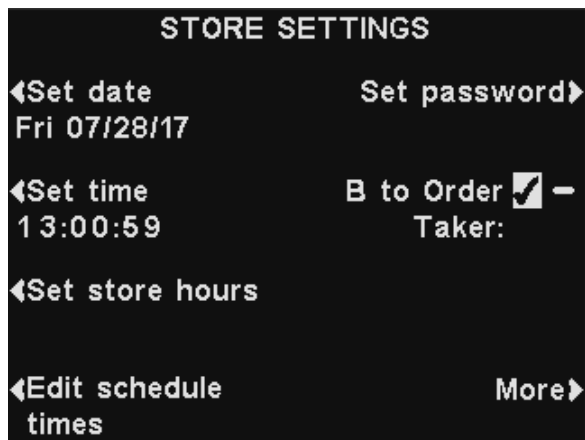 STORE SETTINGS
Set date Set password
Fri 07/28/17
Set time B to Order ✓ –
13:00:59 Taker:
Set store hours
Edit schedule More
times